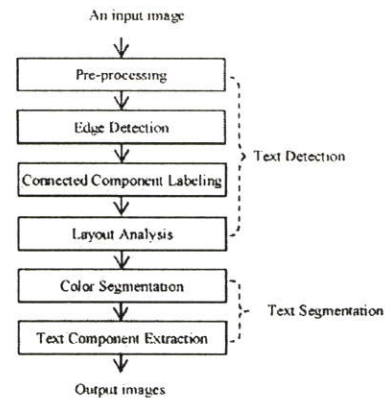 An input image
Pre-processing
Edge Detection
Connected Component Labeling
Text Detection
Layout Analysis
Color Segmentation
Text Segmentation
Text Component Extraction
Output images